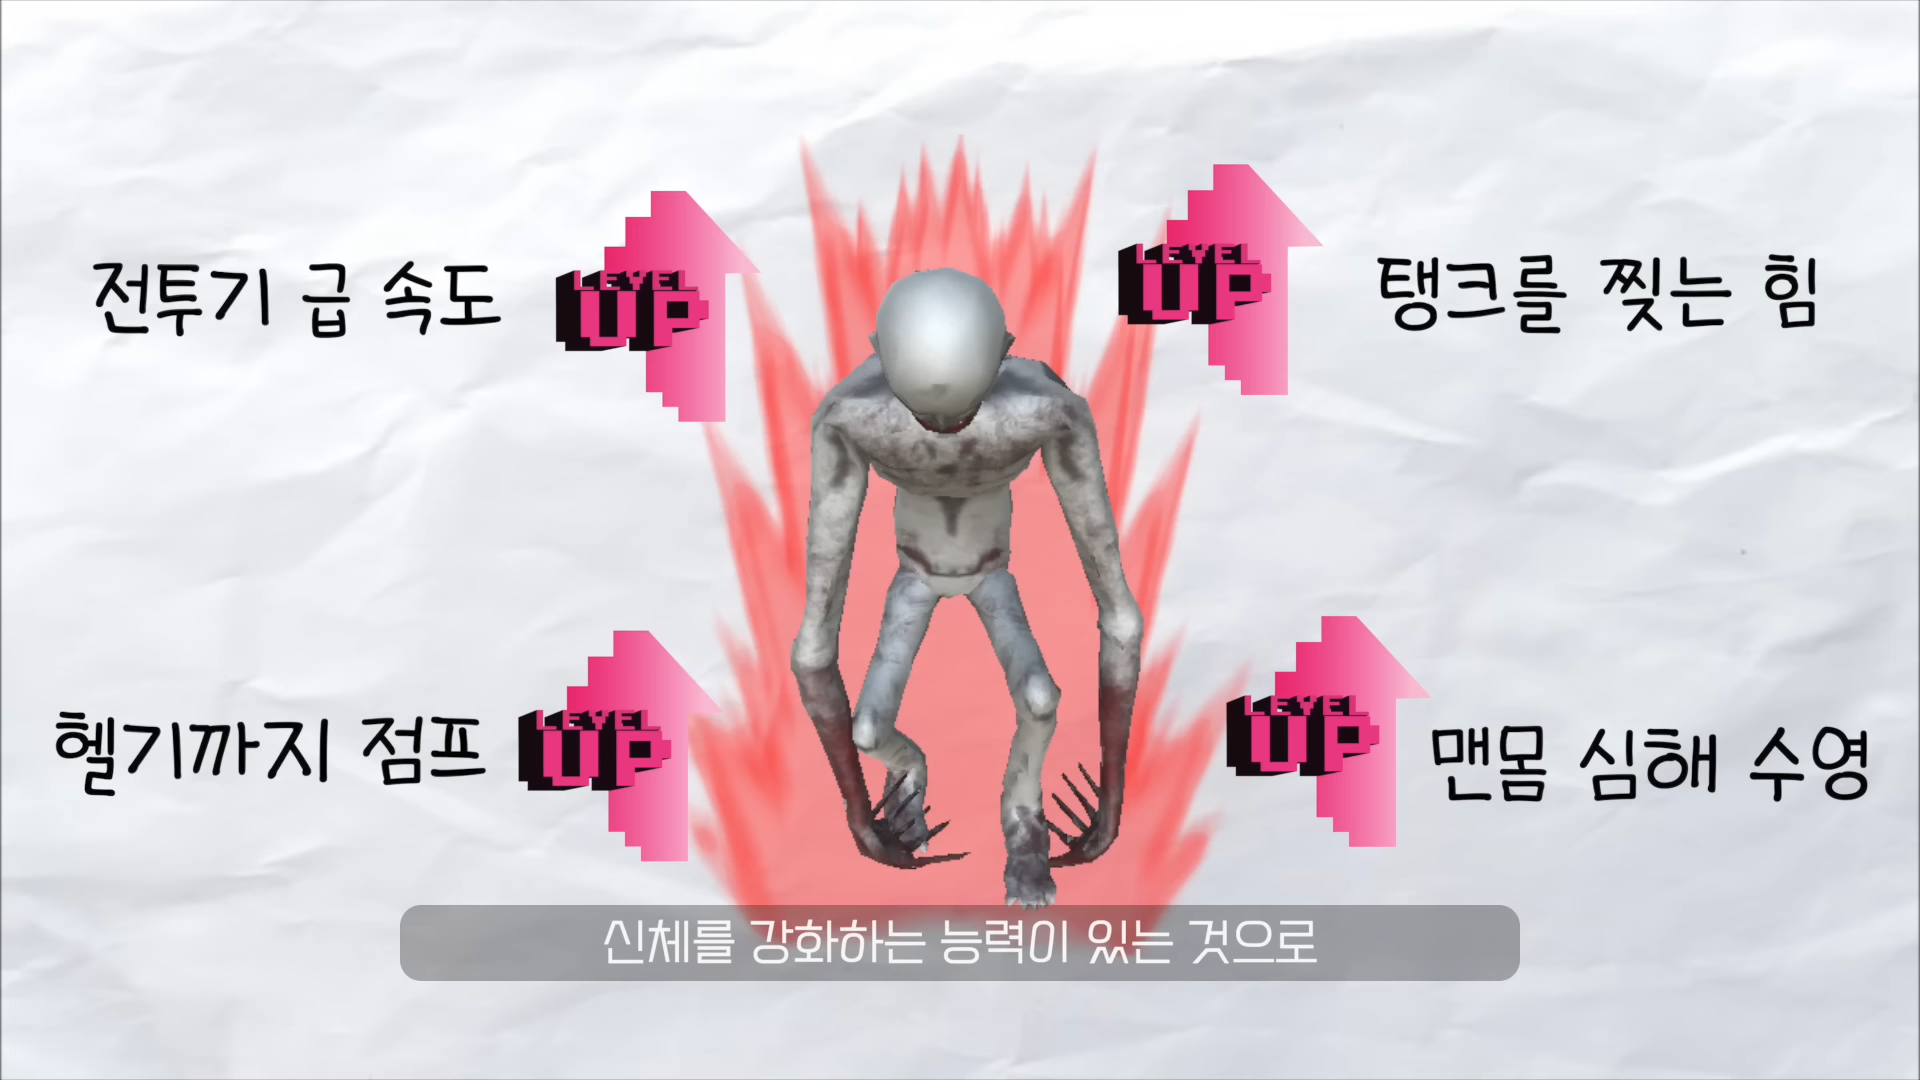 전투기 급 속도
LEVEL
UP
LEVEL
UP
탱크를 찢는 힘
헬기까지 점프
LEVEL
UP
LEVEL
UP
맨몸 심해 수영
신체를 강화하는 능력이 있는 것으로